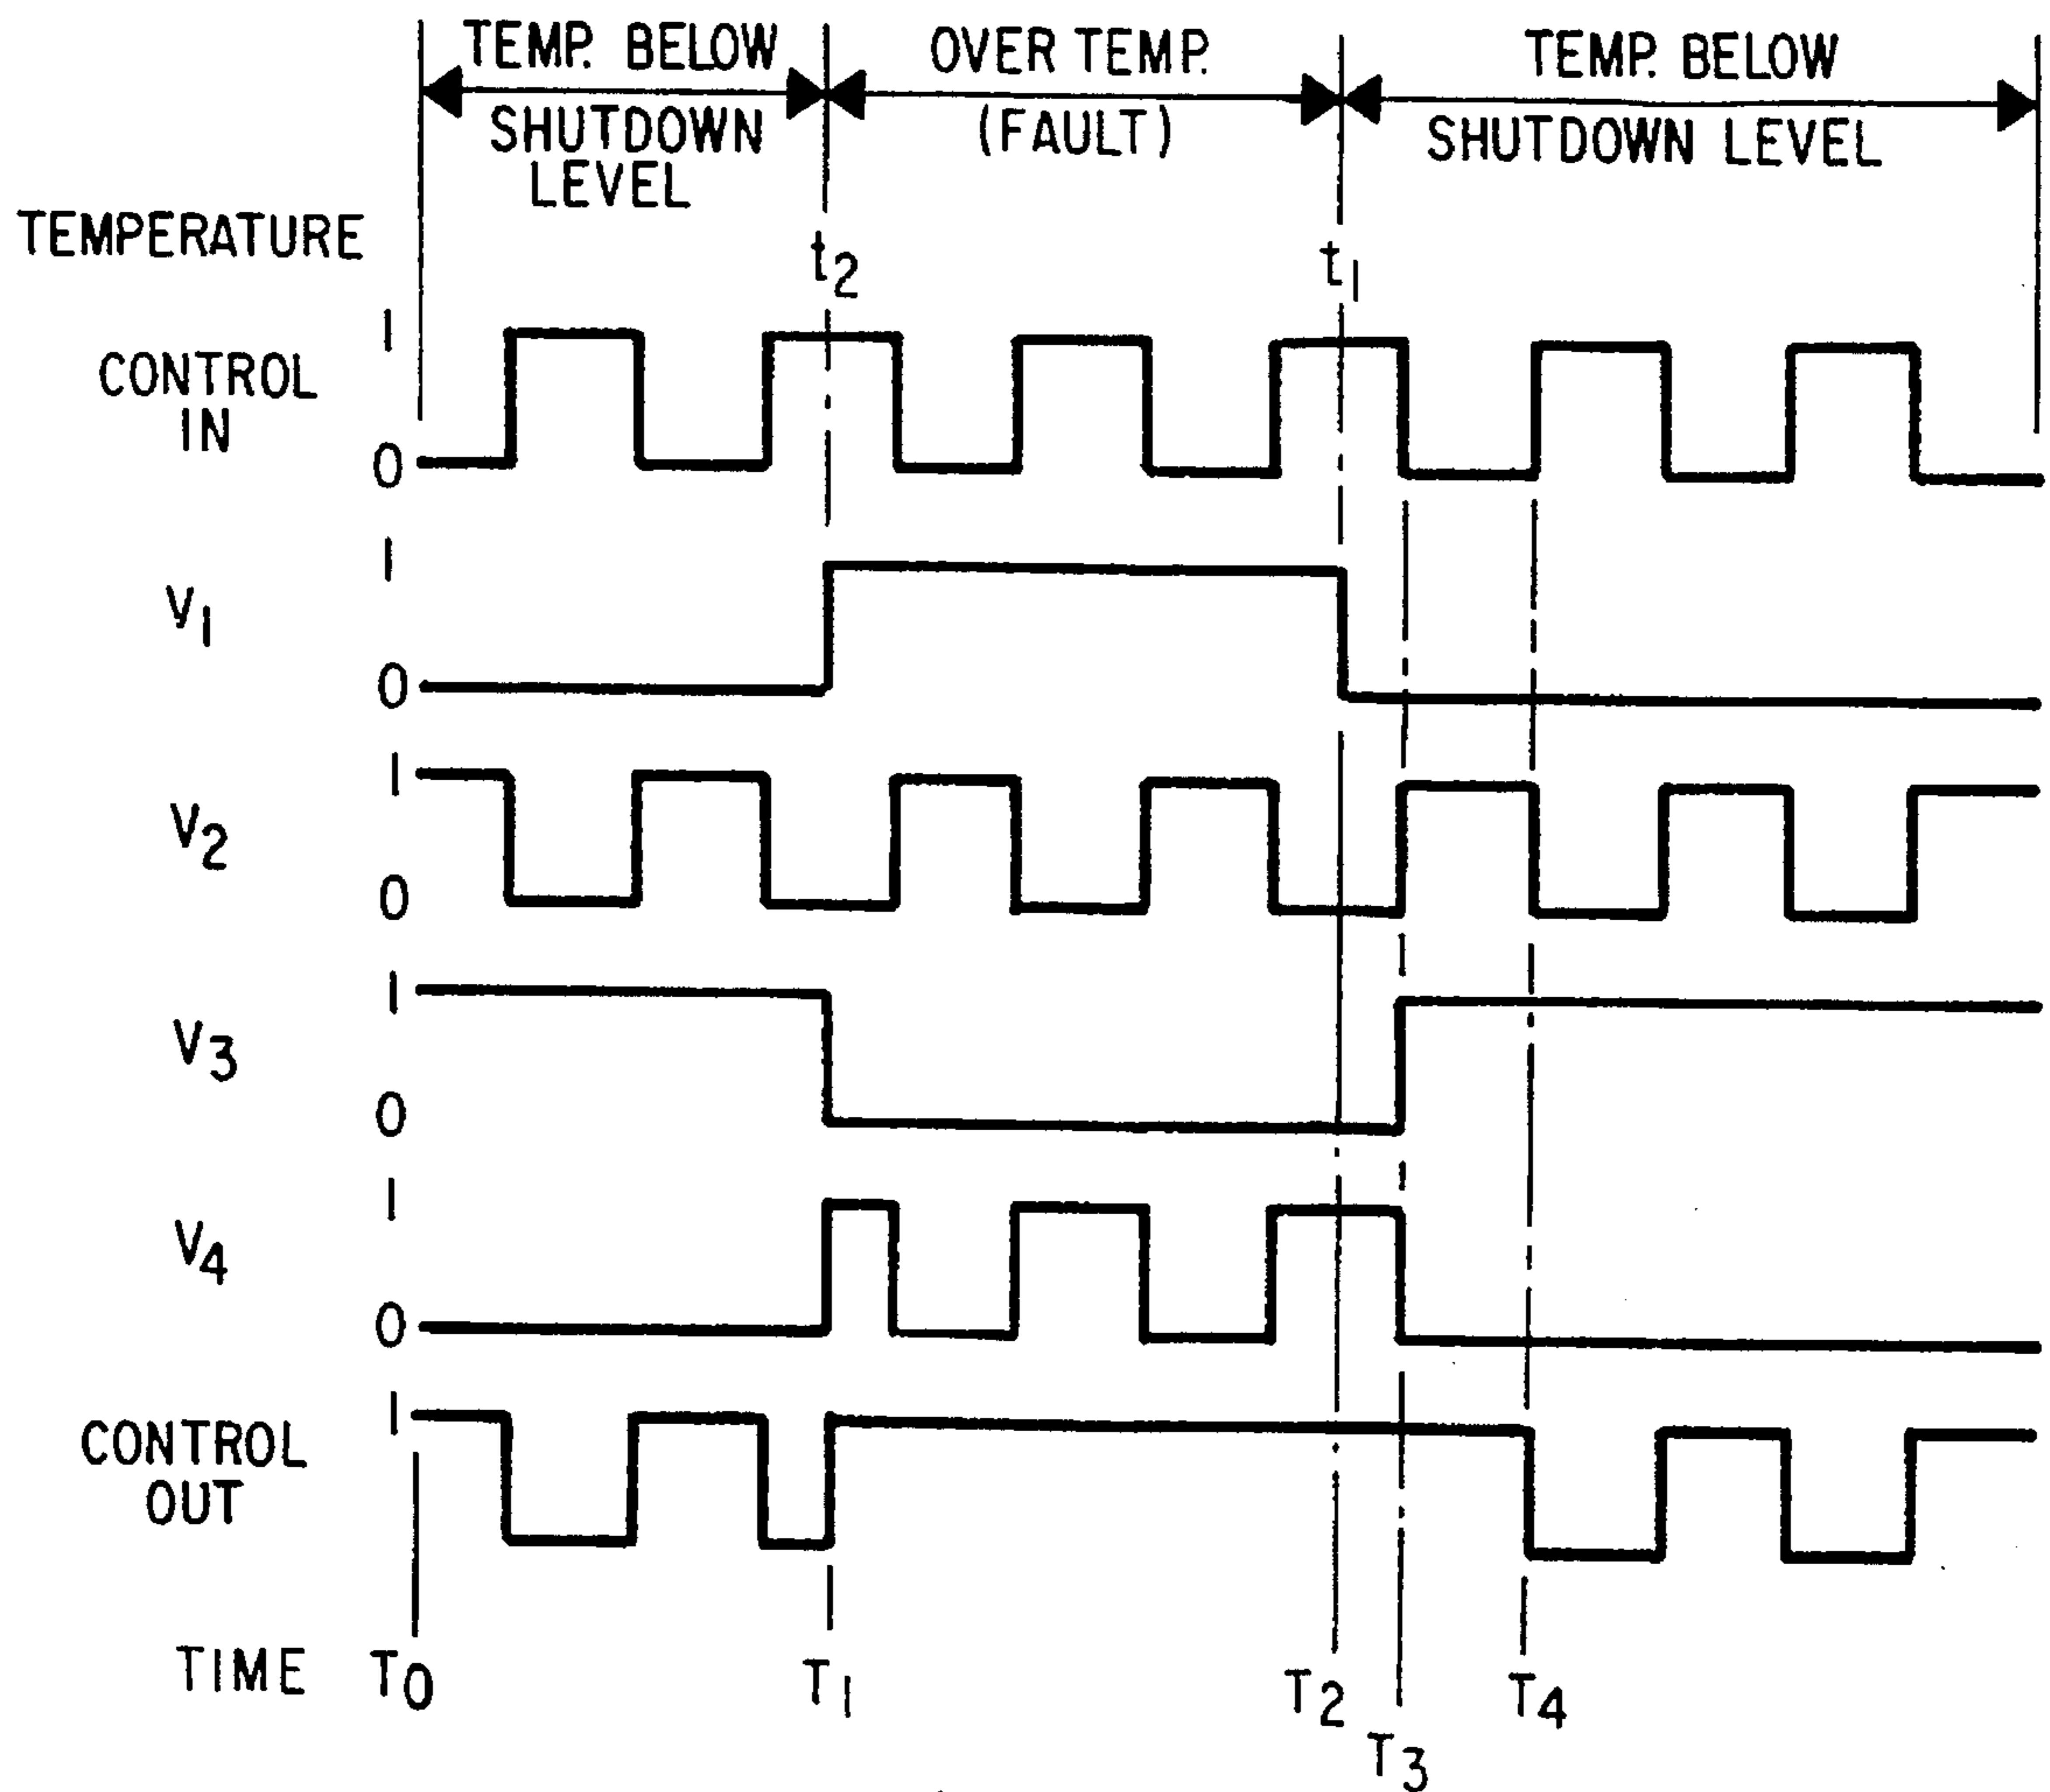 TEMP. BELOW
SHUTDOWN
LEVEL
OVER TEMP.
(FAULT)
TEMP. BELOW
SHUTDOWN LEVEL
TEMPERATURE
t2
t1
CONTROL
IN
1
0
V1
1
0
V2
1
0
V3
1
0
V4
1
0
CONTROL
OUT
1
TIME
T0
T1
T2
T3
T4